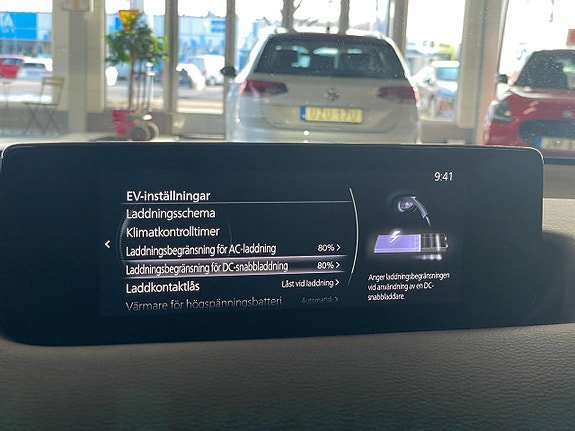 9:41
EV-inställningar
Laddningsschema
Klimatkontrolltimer
Laddningsbegränsning för AC-laddning 80%
Laddningsbegränsning för DC-snabbladdning 80%
Laddkontaktlås Låst vid laddning
Värmare för högspänningsbatteri Automatisk
Anger laddningsbegränsningen
vid användning av en DC-
snabbladdare.